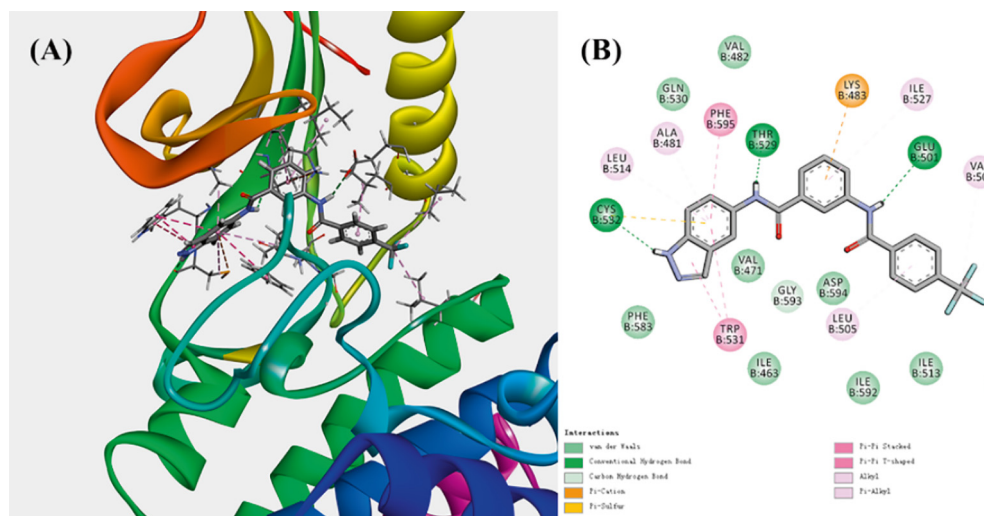 (A)
(B)
VAL
B:482
GLN
B:530
LYS
B:483
ILE
B:527
PHE
B:595
ALA
B:481
THR
B:529
GLU
B:501
LEU
B:514
CYS
B:532
VAL
B:471
GLY
B:593
ASP
B:594
PHE
B:583
TRP
B:531
LEU
B:505
ILE
B:463
ILE
B:513
ILE
B:592
Interactions
van der Waals
Conventional Hydrogen Bond
Carbon Hydrogen Bond
Pi-Cation
Pi-Sulfur
Pi-Pi Stacked
Pi-Pi T-shaped
Alkyl
Pi-Alkyl